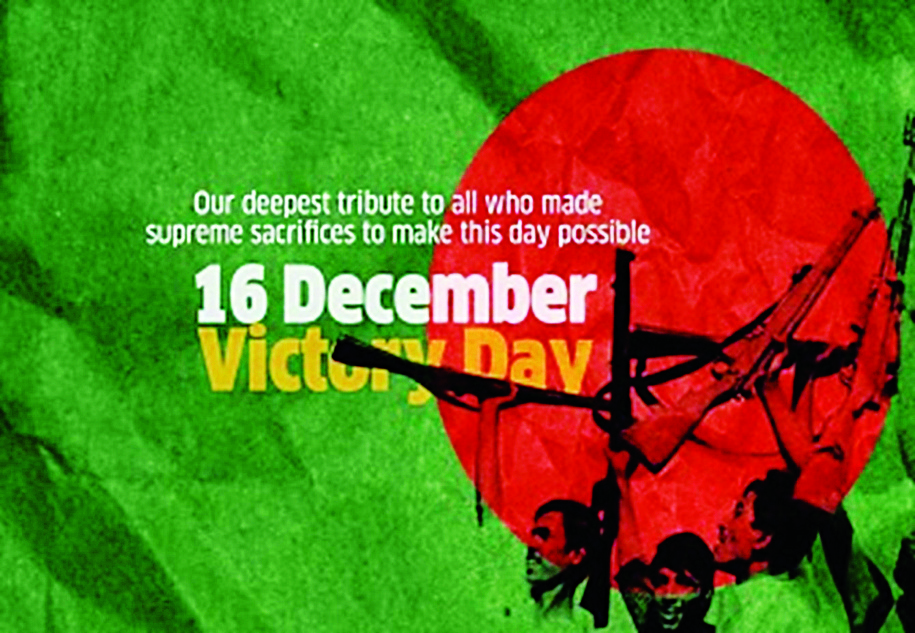 Our deepest tribute to all who made
supreme sacrifices to make this day possible
16 December
Victory Day